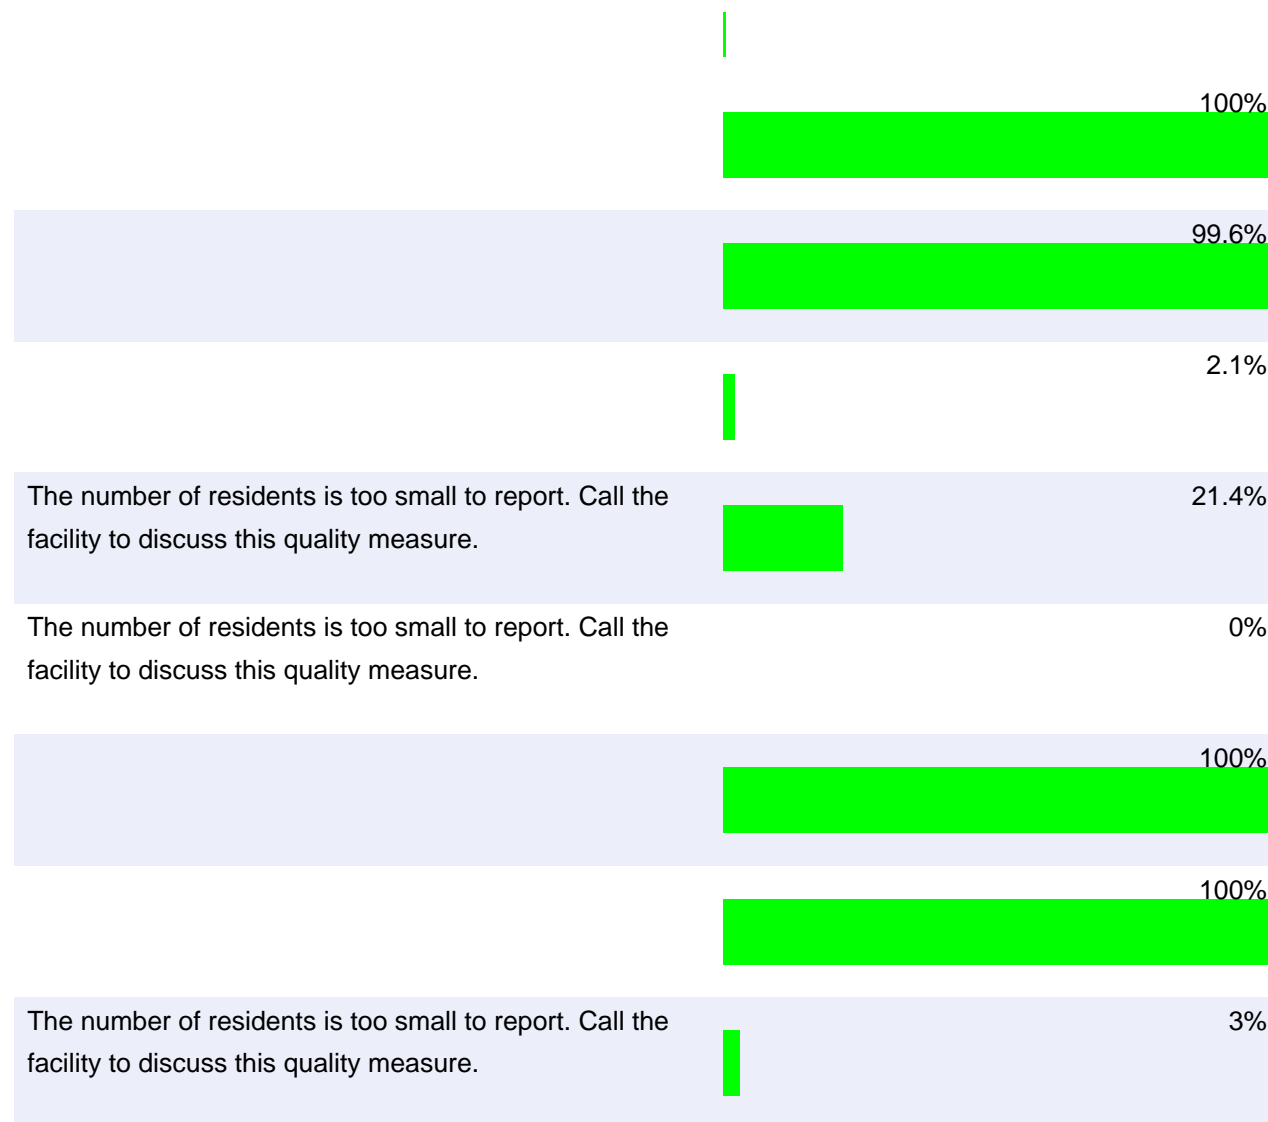 100%
99.6%
2.1%
The number of residents is too small to report. Call the 21.4%
facility to discuss this quality measure.
The number of residents is too small to report. Call the 0%
facility to discuss this quality measure.
100%
100%
The number of residents is too small to report. Call the 3%
facility to discuss this quality measure.